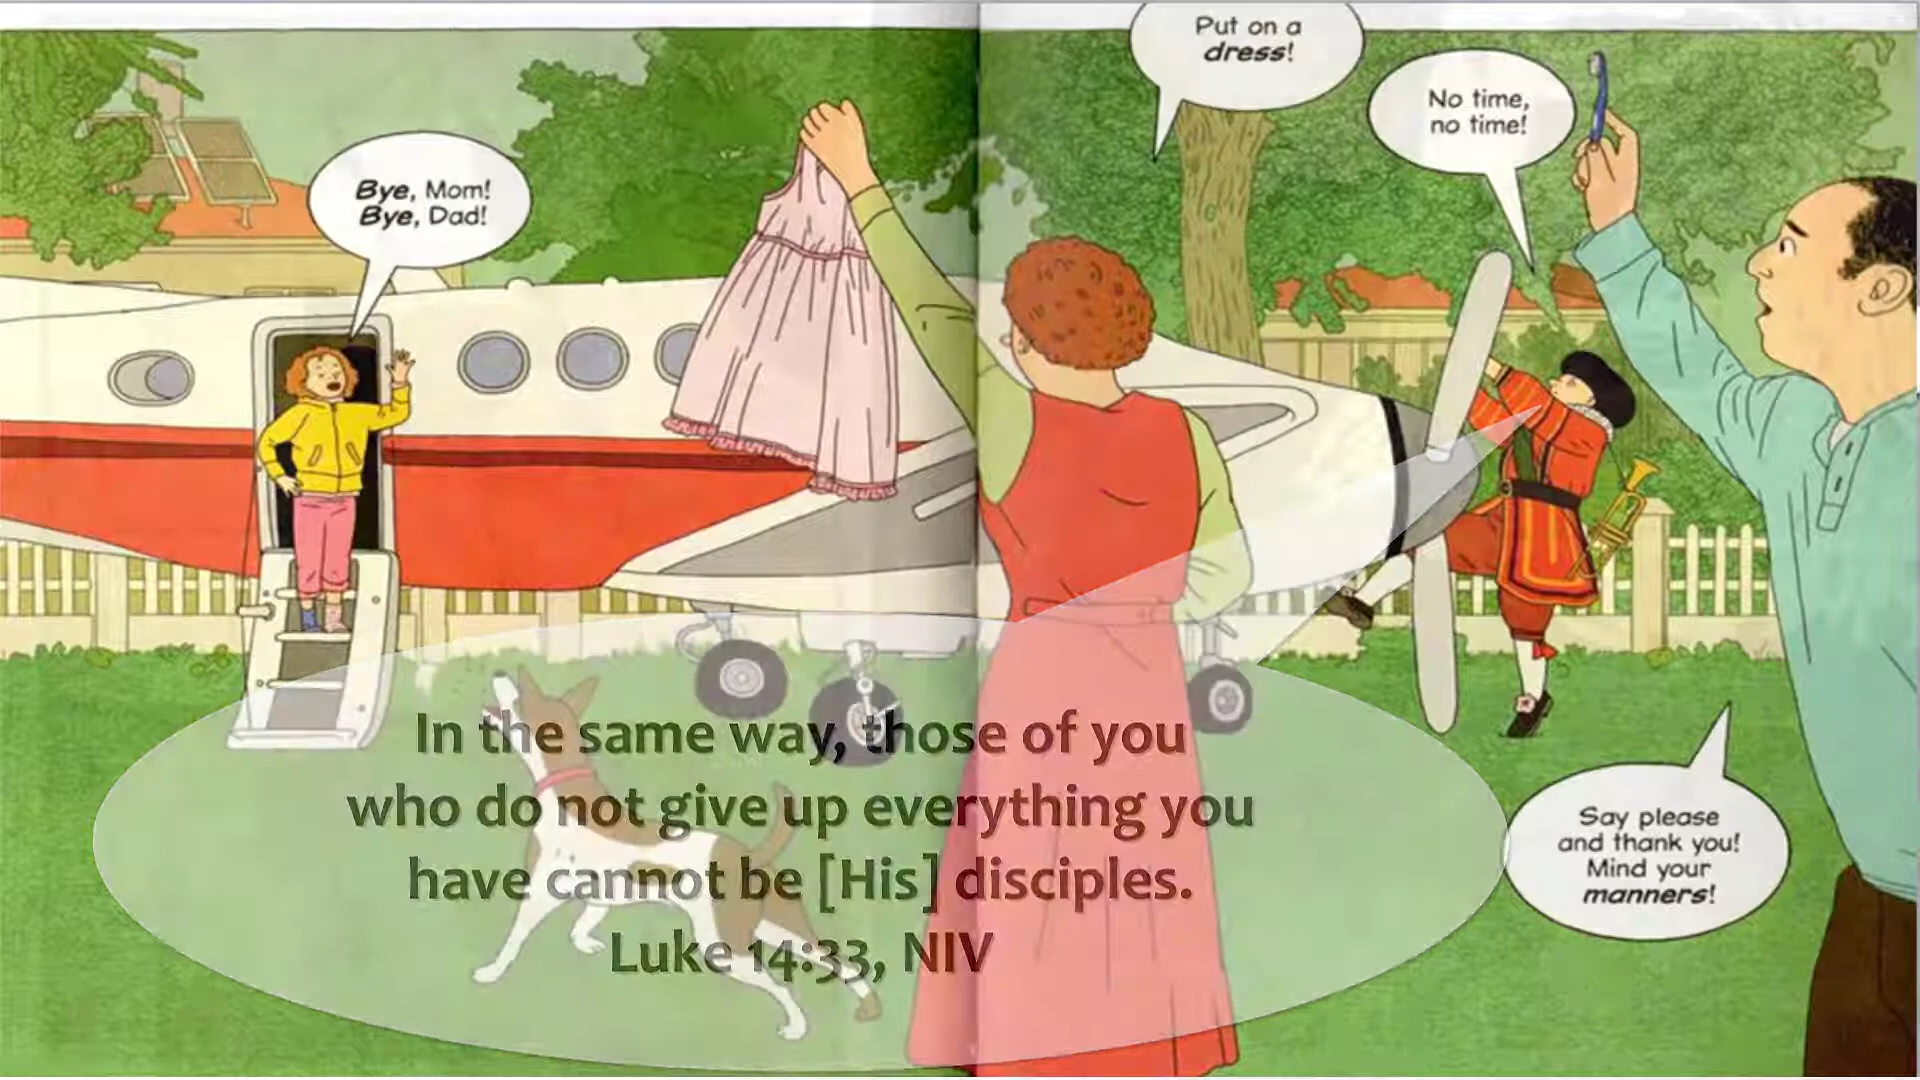 Bye, Mom!
Bye, Dad!
Put on a
dress!
No time,
no time!
Say please
and thank you!
Mind your
manners!
In the same way, those of you
who do not give up everything you
have cannot be [His] disciples.
Luke 14:33, NIV